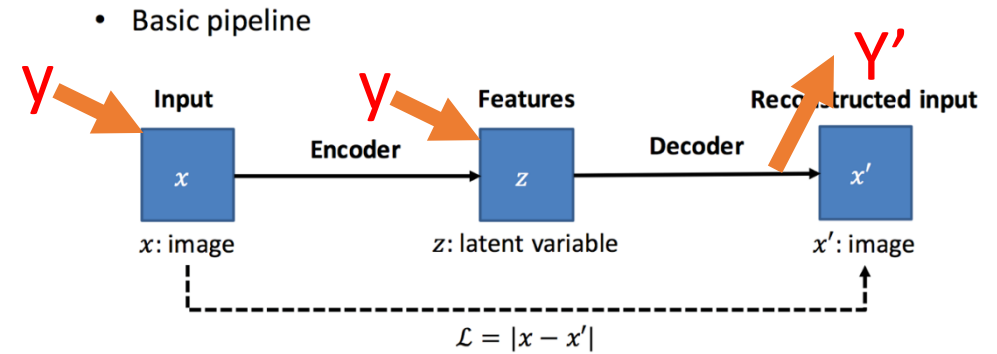 • Basic pipeline
y
y
Y’
Input
Features
Reconstructed input
Encoder
Decoder
x
z
x′
x: image
z: latent variable
x′: image
ℒ = |x − x′|